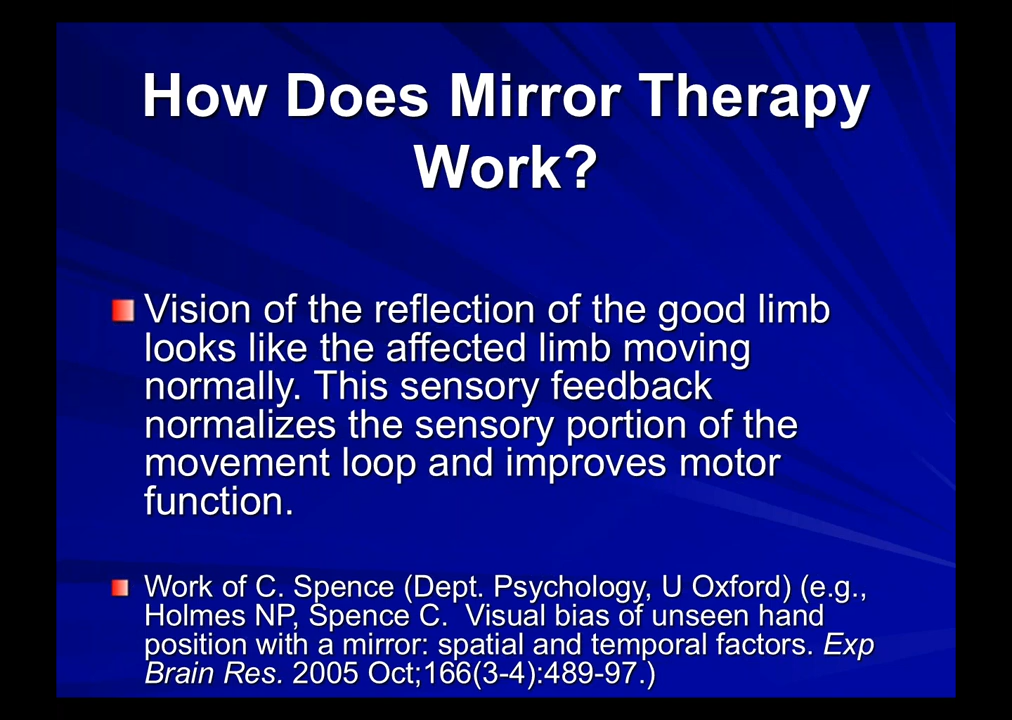 How Does Mirror Therapy
Work?
Vision of the reflection of the good limb
looks like the affected limb moving
normally. This sensory feedback
normalizes the sensory portion of the
movement loop and improves motor
function.
Work of C. Spence (Dept. Psychology, U Oxford) (e.g.,
Holmes NP, Spence C.  Visual bias of unseen hand
position with a mirror: spatial and temporal factors. Exp
Brain Res. 2005 Oct;166(3-4):489-97.)